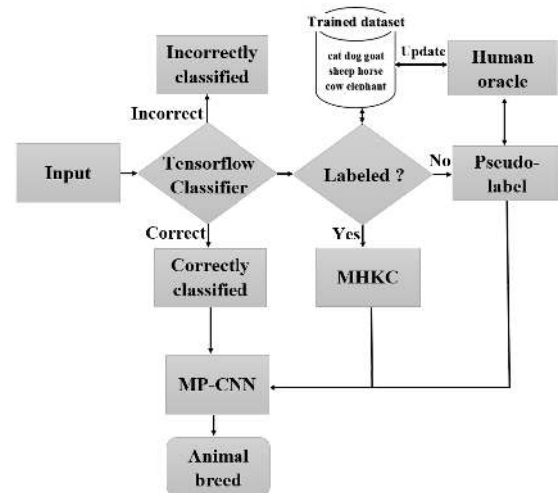 Trained dataset
cat dog goat
sheep horse
cow elephant
Update
Human
oracle
Incorrectly
classified
Incorrect
Input
Tensorflow
Classifier
Labeled ?
No
Pseudo-
label
Correct
Yes
Correctly
classified
MHKC
MP-CNN
Animal
breed